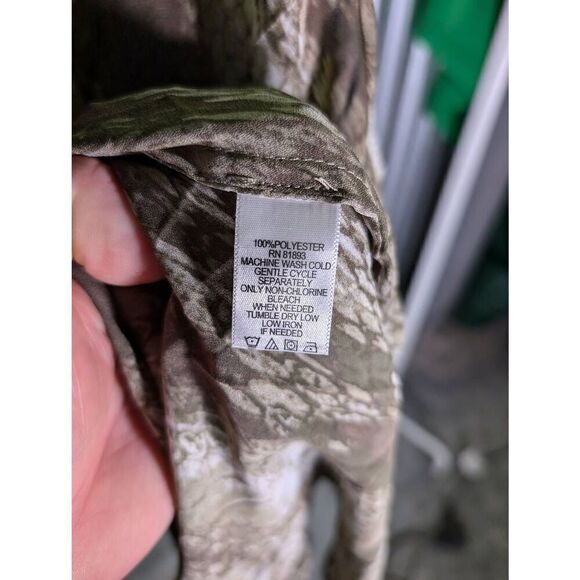 100%POLYESTER
RN 81893
MACHINE WASH COLD
GENTLE CYCLE
SEPARATELY
ONLY NON-CHLORINE
BLEACH
WHEN NEEDED
TUMBLE DRY LOW
LOW IRON
IF NEEDED